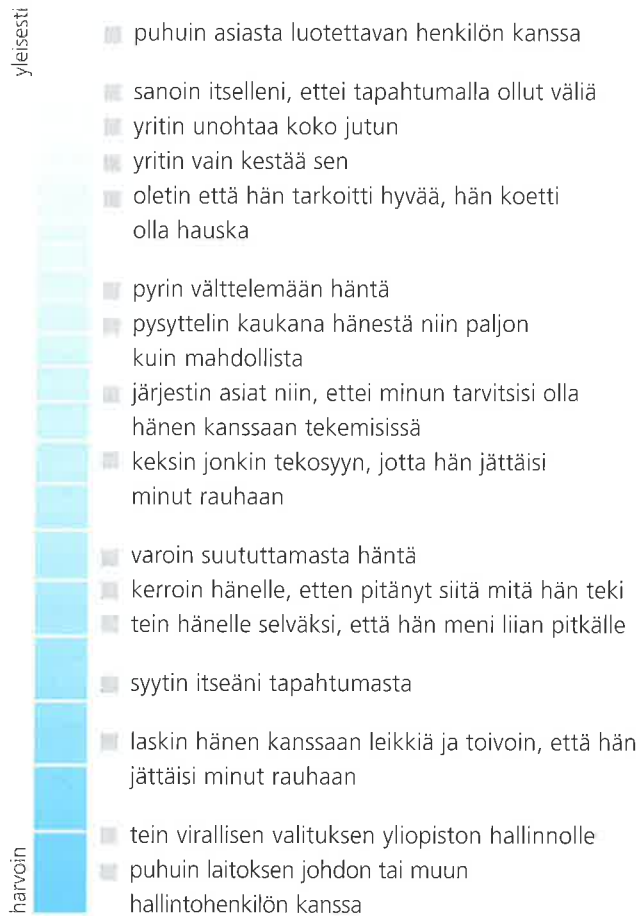 yleisesti
puhuin asiasta luotettavan henkilön kanssa
sanoin itselleni, ettei tapahtumalla ollut väliä
yritin unohtaa koko jutun
yritin vain kestää sen
oletin että hän tarkoitti hyvää, hän koetti
olla hauska
pyrin välttelemään häntä
pysyttelin kaukana hänestä niin paljon
kuin mahdollista
järjestin asiat niin, ettei minun tarvitsisi olla
hänen kanssaan tekemisissä
keksin jonkin tekosyyn, jotta hän jättäisi
minut rauhaan
varoin suututtamasta häntä
kerroin hänelle, etten pitänyt siitä mitä hän teki
tein hänelle selväksi, että hän meni liian pitkälle
syytin itseäni tapahtumasta
laskin hänen kanssaan leikkiä ja toivoin, että hän
jättäisi minut rauhaan
tein virallisen valituksen yliopiston hallinnolle
puhuin laitoksen johdon tai muun
hallintohenkilön kanssa
harvoin